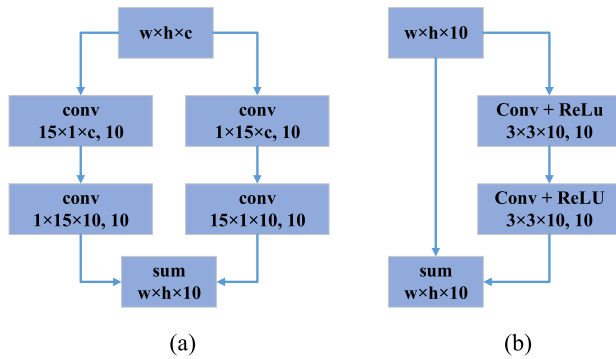 w×h×c
conv
15×1×c, 10
conv
1×15×c, 10
conv
1×15×10, 10
conv
15×1×10, 10
sum
w×h×10
(a)
w×h×10
Conv + ReLu
3×3×10, 10
Conv + ReLU
3×3×10, 10
sum
w×h×10
(b)